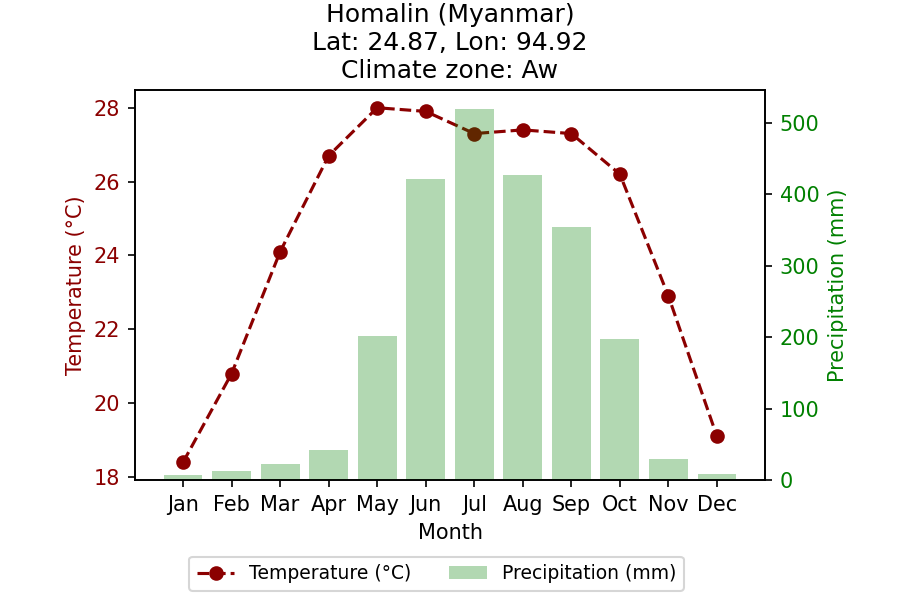 Homalin (Myanmar)
Lat: 24.87, Lon: 94.92
Climate zone: Aw
Temperature (°C)
28
26
24
22
20
18
500
400
300
200
100
0
Precipitation (mm)
Jan Feb Mar Apr May Jun Jul Aug Sep Oct Nov Dec
Month
Temperature (°C) Precipitation (mm)